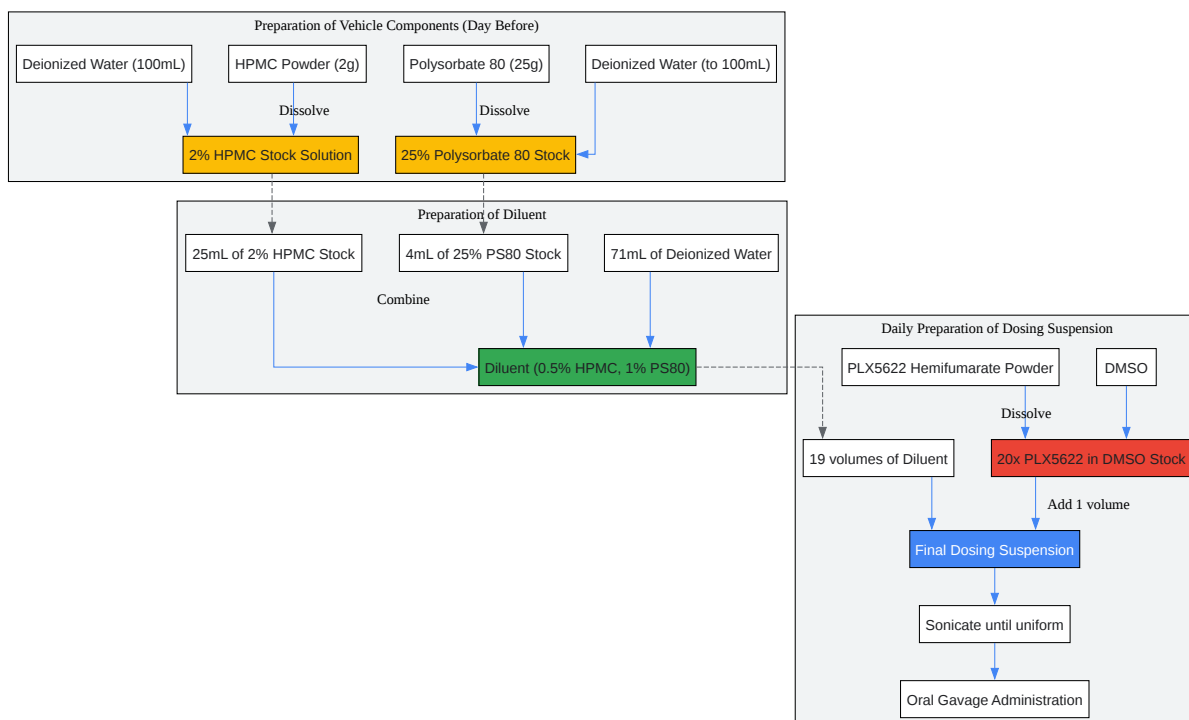 Preparation of Vehicle Components (Day Before)
Deionized Water (100mL)
HPMC Powder (2g)
Polysorbate 80 (25g)
Deionized Water (to 100mL)
Dissolve
Dissolve
2% HPMC Stock Solution
25% Polysorbate 80 Stock
Preparation of Diluent
25mL of 2% HPMC Stock
4mL of 25% PS80 Stock
71mL of Deionized Water
Combine
Diluent (0.5% HPMC, 1% PS80)
Daily Preparation of Dosing Suspension
PLX5622 Hemifumarate Powder
DMSO
Dissolve
19 volumes of Diluent
20x PLX5622 in DMSO Stock
Add 1 volume
Final Dosing Suspension
Sonicate until uniform
Oral Gavage Administration